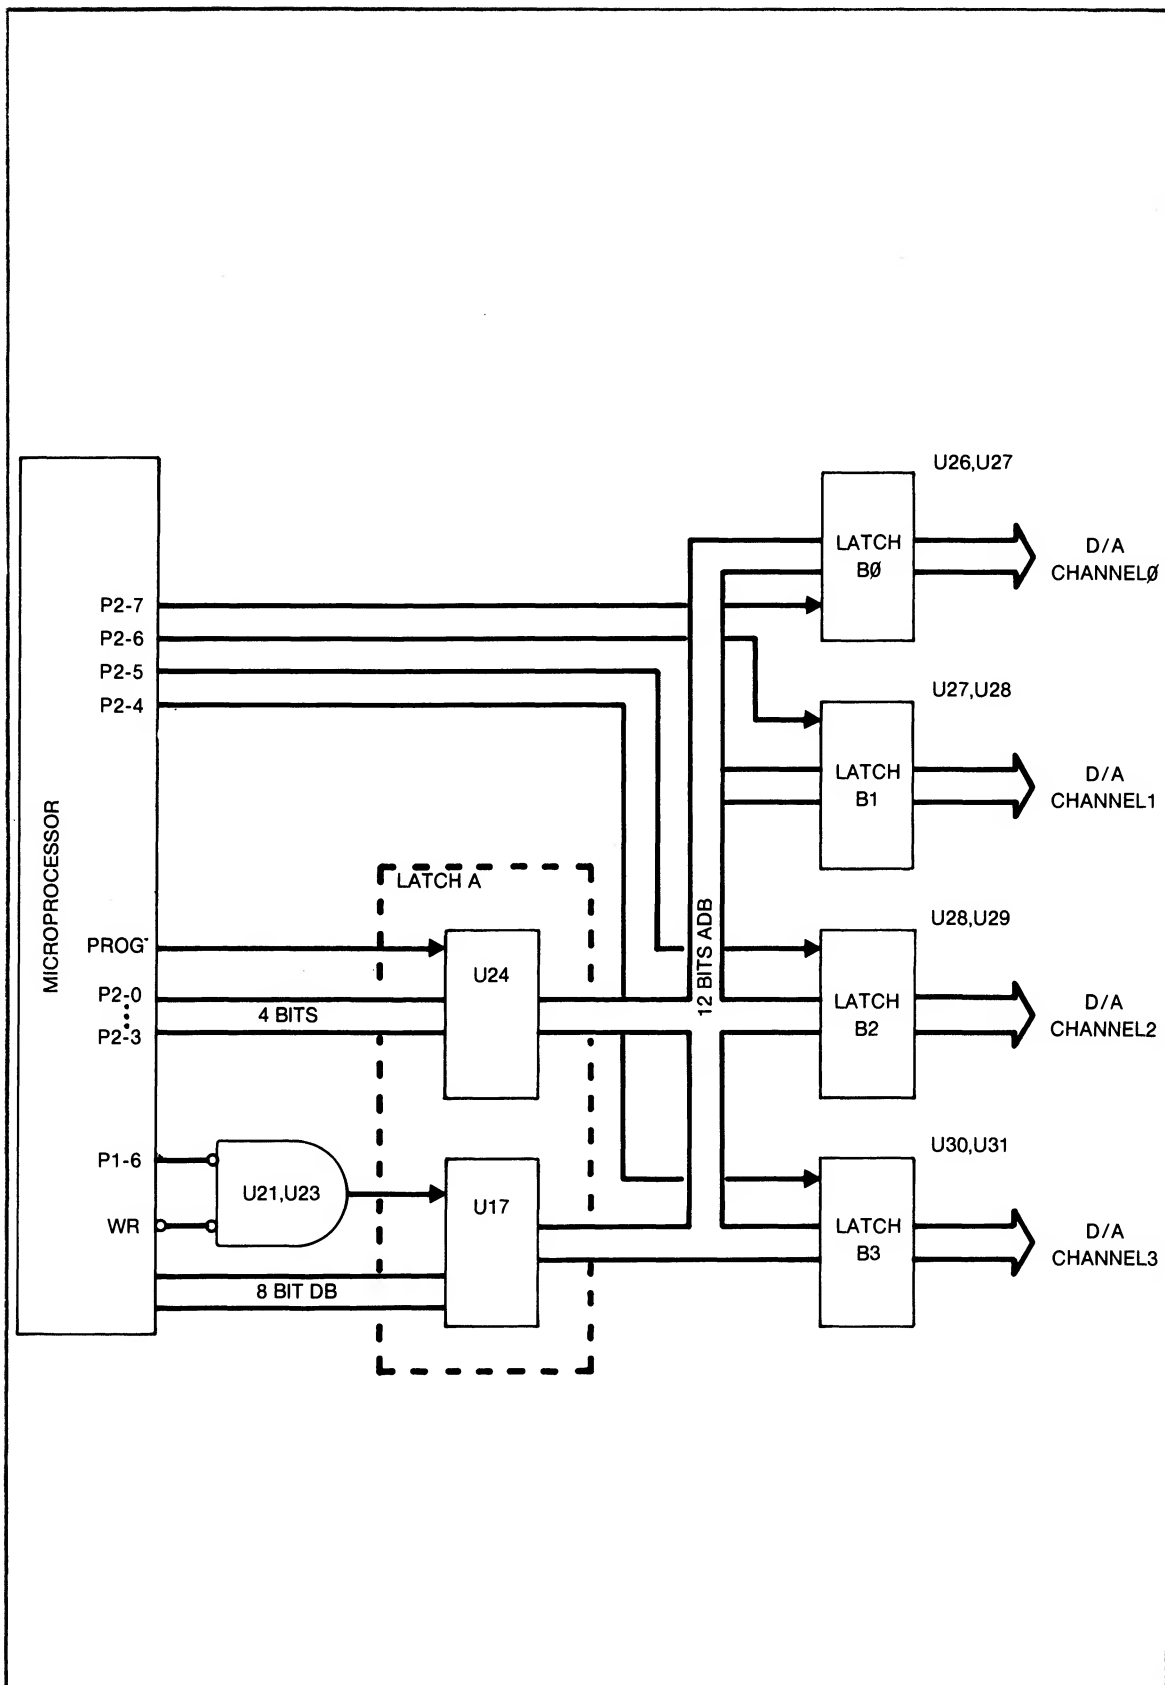 U26,U27
LATCH
BØ
D/A
CHANNELØ
P2-7
P2-6
P2-5
P2-4
U27,U28
LATCH
B1
D/A
CHANNEL1
MICROPROCESSOR
LATCH A
12 BITS ADB
PROG
U24
P2-0
4 BITS
P2-3
U28,U29
LATCH
B2
D/A
CHANNEL2
P1-6
U21,U23
WR
U17
8 BIT DB
U30,U31
LATCH
B3
D/A
CHANNEL3